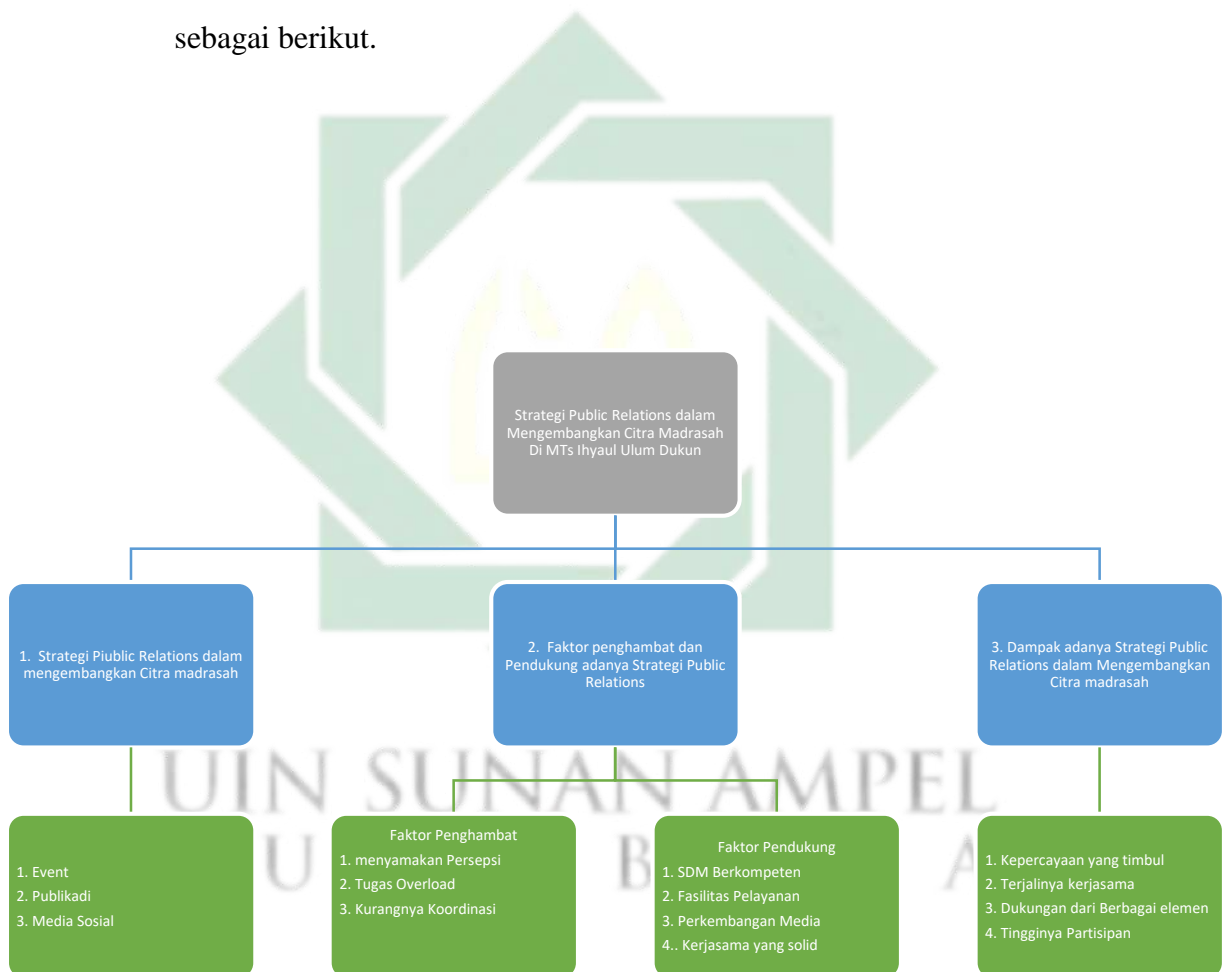 sebagai berikut.
Strategi Public Relations dalam
Mengembangkan Citra Madrasah
Di MTs Ihyaul Ulum Dukun
1. Strategi Piublic Relations dalam
mengembangkan Citra madrasah
2. Faktor penghambat dan
Pendukung adanya Strategi Public
Relations
3. Dampak adanya Strategi Public
Relations dalam Mengembangkan
Citra madrasah
UIN SUNAN AMPEL
1. Event
2. Publikadi
3. Media Sosial
Faktor Penghambat
1. menyamakan Persepsi
2. Tugas Overload
3. Kurangnya Koordinasi
Faktor Pendukung
1. SDM Berkompeten
2. Fasilitas Pelayanan
3. Perkembangan Media
4.. Kerjasama yang solid
1. Kepercayaan yang timbul
2. Terjalinya kerjasama
3. Dukungan dari Berbagai elemen
4. Tingginya Partisipan